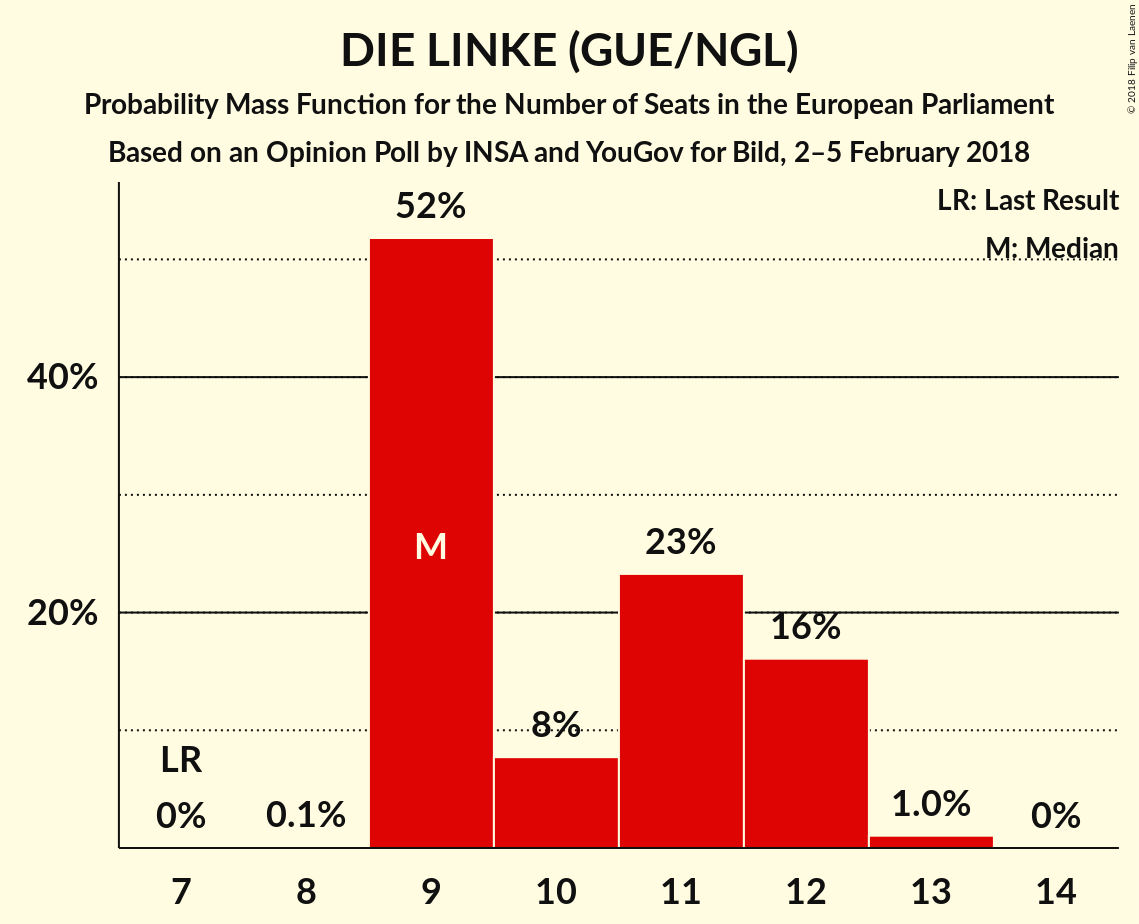 DIE LINKE (GUE/NGL)
Probability Mass Function for the Number of Seats in the European Parliament
Based on an Opinion Poll by INSA and YouGov for Bild, 2–5 February 2018
© 2018 Filip van Laenen
LR: Last Result
M: Median
52%
40%
M
23%
20%
16%
8%
LR
0%
0.1%
1.0%
0%
7 8 9 10 11 12 13 14